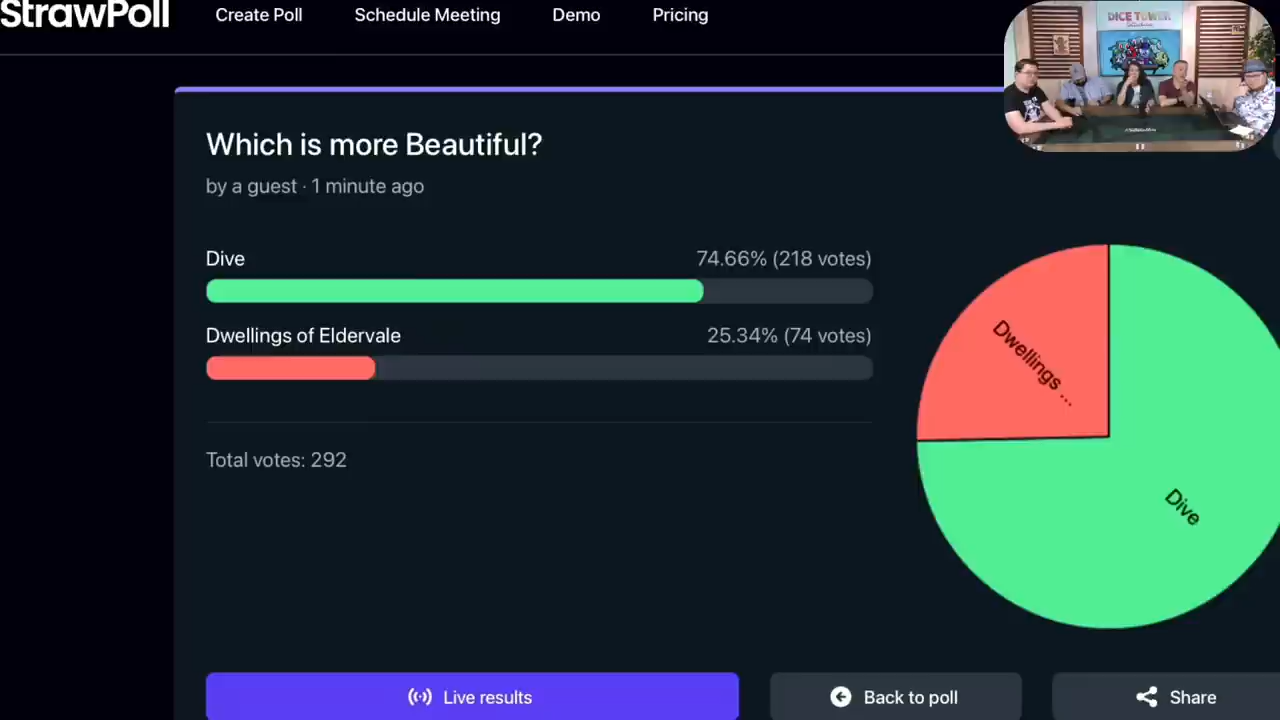 StrawPoll
Create Poll
Schedule Meeting
Demo
Pricing
DICE TOWER
Which is more Beautiful?
by a guest · 1 minute ago
Dive
74.66% (218 votes)
Dwellings of Eldervale
25.34% (74 votes)
Total votes: 292
Dwellings ...
Dive
Live results
Back to poll
Share